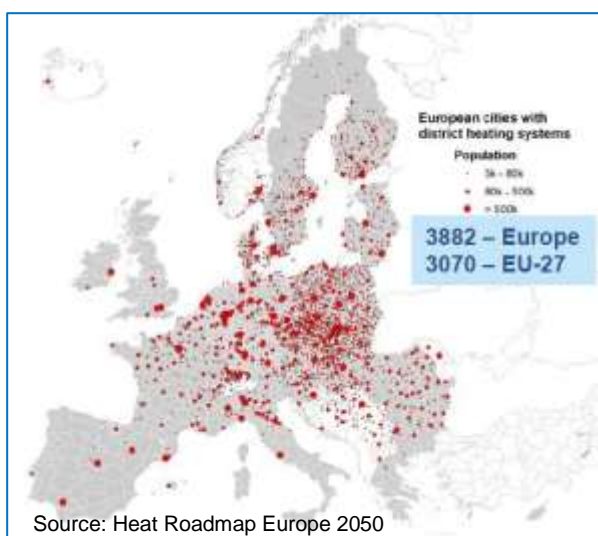 European cities with
district heating systems
Population
3882 – Europe
3070 – EU-27
Source: Heat Roadmap Europe 2050